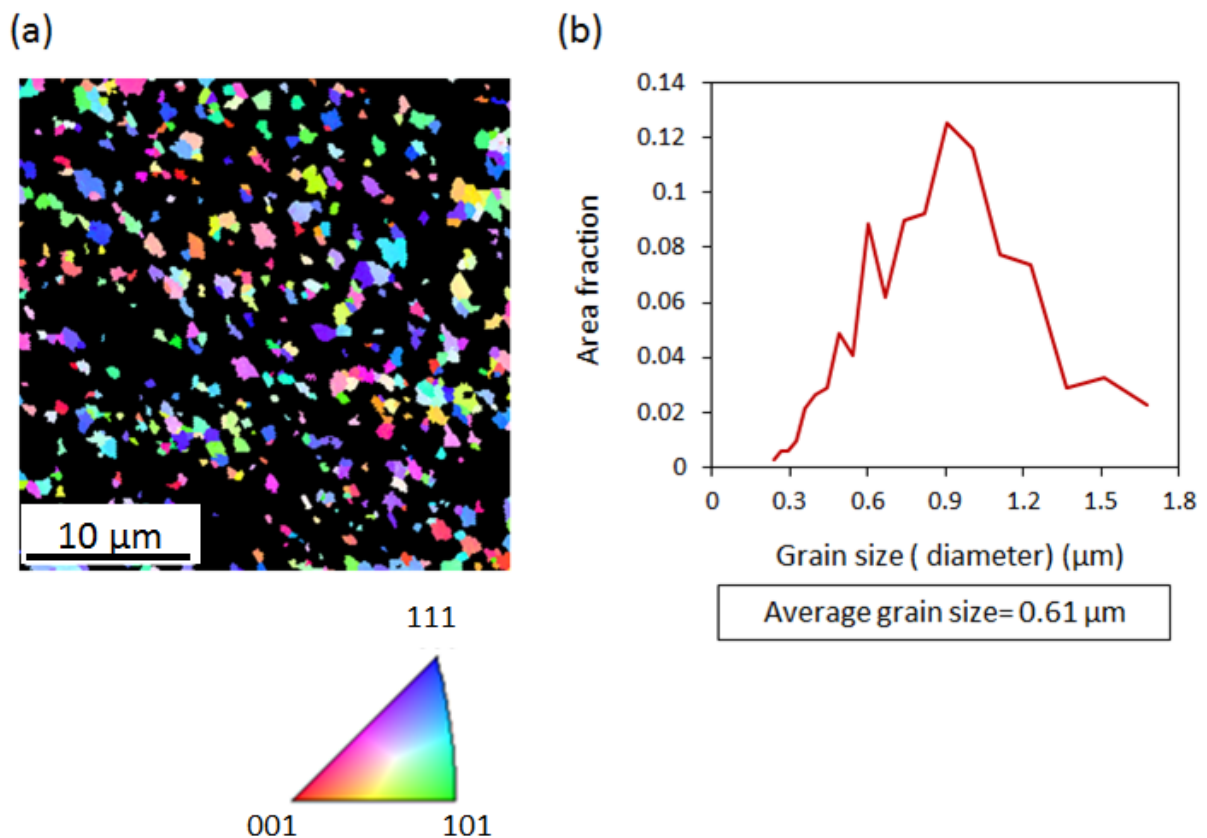 (a)
10 µm
111
001
101
(b)
0.14
0.12
0.1
0.08
0.06
0.04
0.02
0
Area fraction
0 0.3 0.6 0.9 1.2 1.5 1.8
Grain size ( diameter) (µm)
Average grain size= 0.61 µm